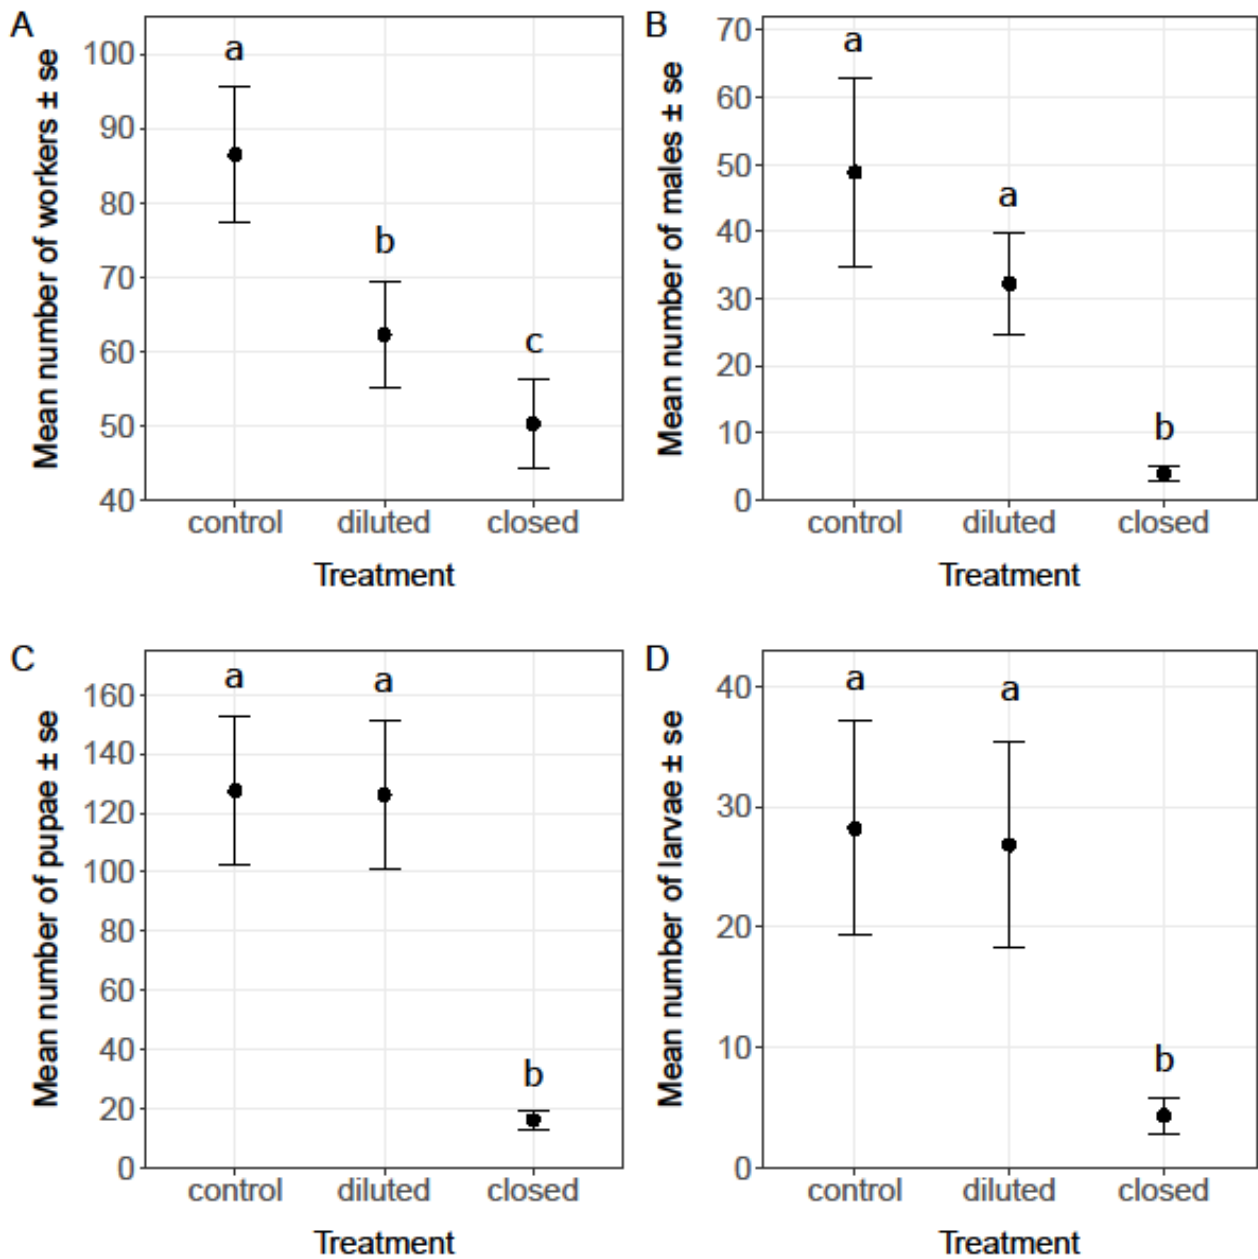 A
Mean number of workers ± se
100
90
80
70
60
50
40
a
b
c
control diluted closed
Treatment
B
Mean number of males ± se
70
60
50
40
30
20
10
0
a
a
b
control diluted closed
Treatment
C
Mean number of pupae ± se
160
140
120
100
80
60
40
20
0
a
a
b
control diluted closed
Treatment
D
Mean number of larvae ± se
40
30
20
10
0
a
a
b
control diluted closed
Treatment